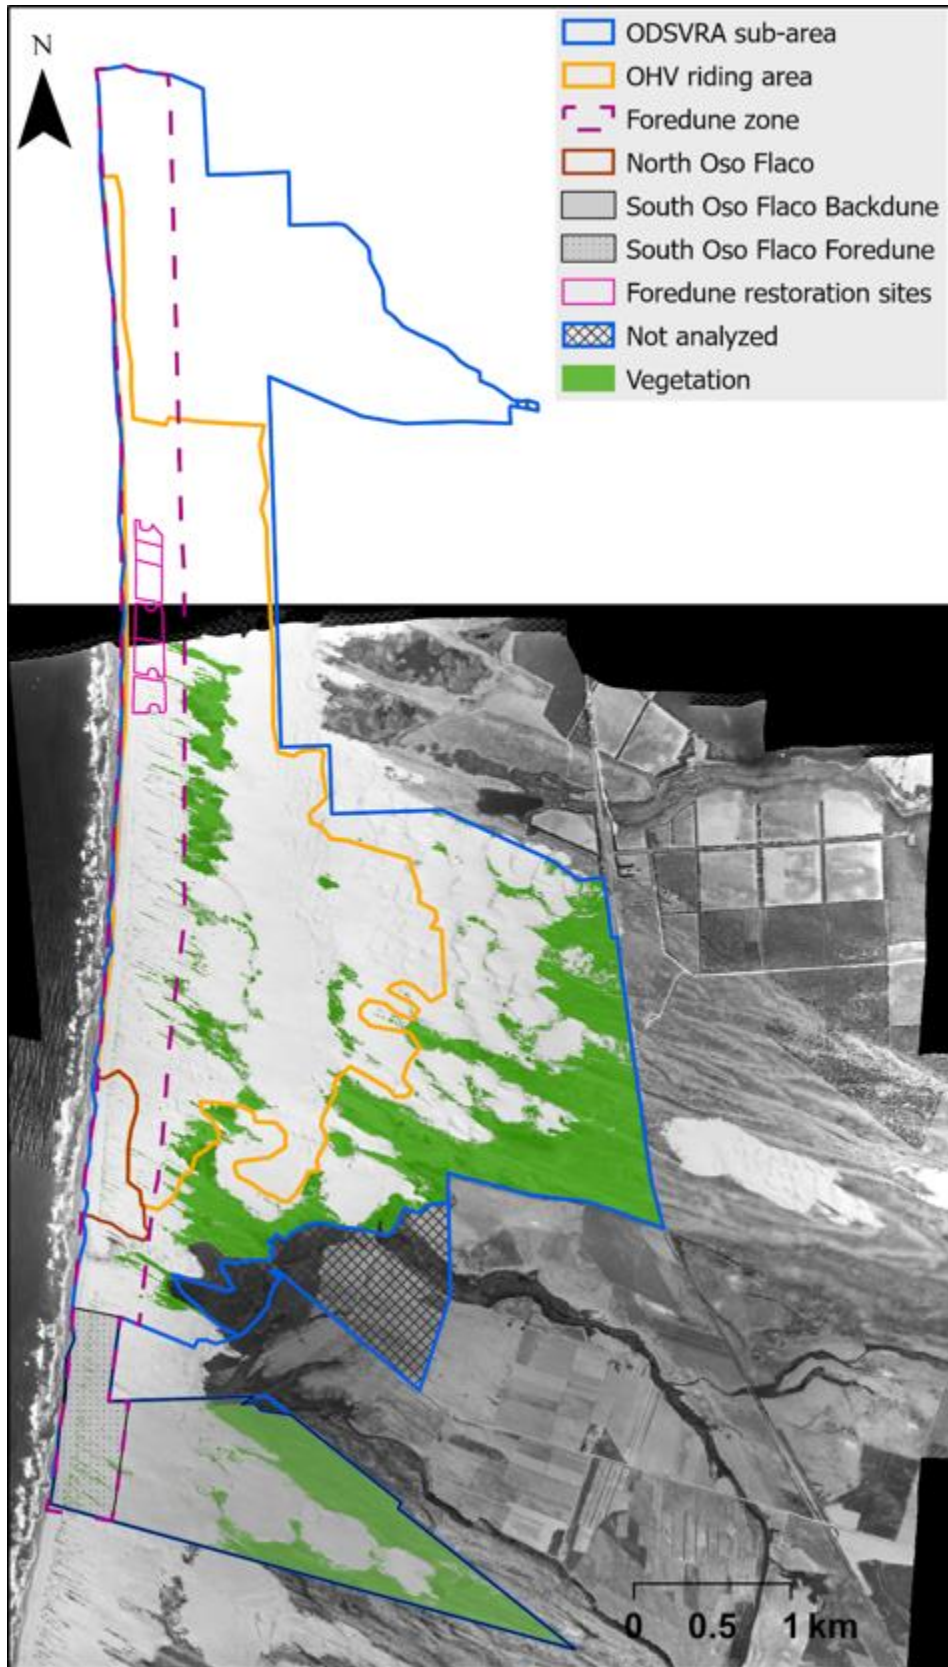 N
ODSVRA sub-area
OHV riding area
Foredune zone
North Oso Flaco
South Oso Flaco Backdune
South Oso Flaco Foredune
Foredune restoration sites
Not analyzed
Vegetation
0 0.5 1 km